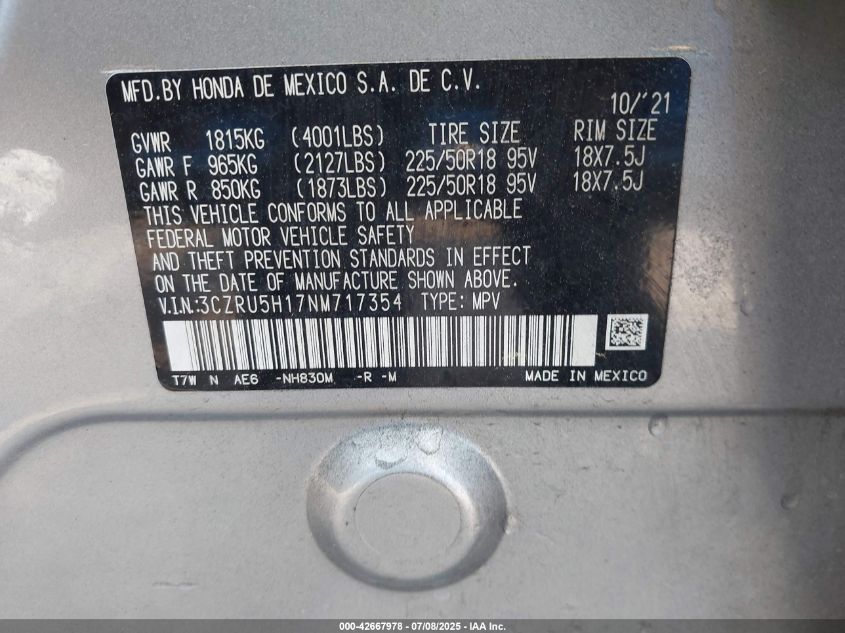 MFD.BY HONDA DE MEXICO S.A. DE C.V.
10/'21
GVWR 1815KG (4001LBS) TIRE SIZE RIM SIZE
GAWR F 965KG (2127LBS) 225/50R18 95V 18X7.5J
GAWR R 850KG (1873LBS) 225/50R18 95V 18X7.5J
THIS VEHICLE CONFORMS TO ALL APPLICABLE
FEDERAL MOTOR VEHICLE SAFETY
AND THEFT PREVENTION STANDARDS IN EFFECT
ON THE DATE OF MANUFACTURE SHOWN ABOVE.
V.I.N.:3CZRU5H17NM717354 TYPE: MPV
T7W N AE6 -NH830M -R -M MADE IN MEXICO
000-42667978 - 07/08/2025 - IAA Inc.